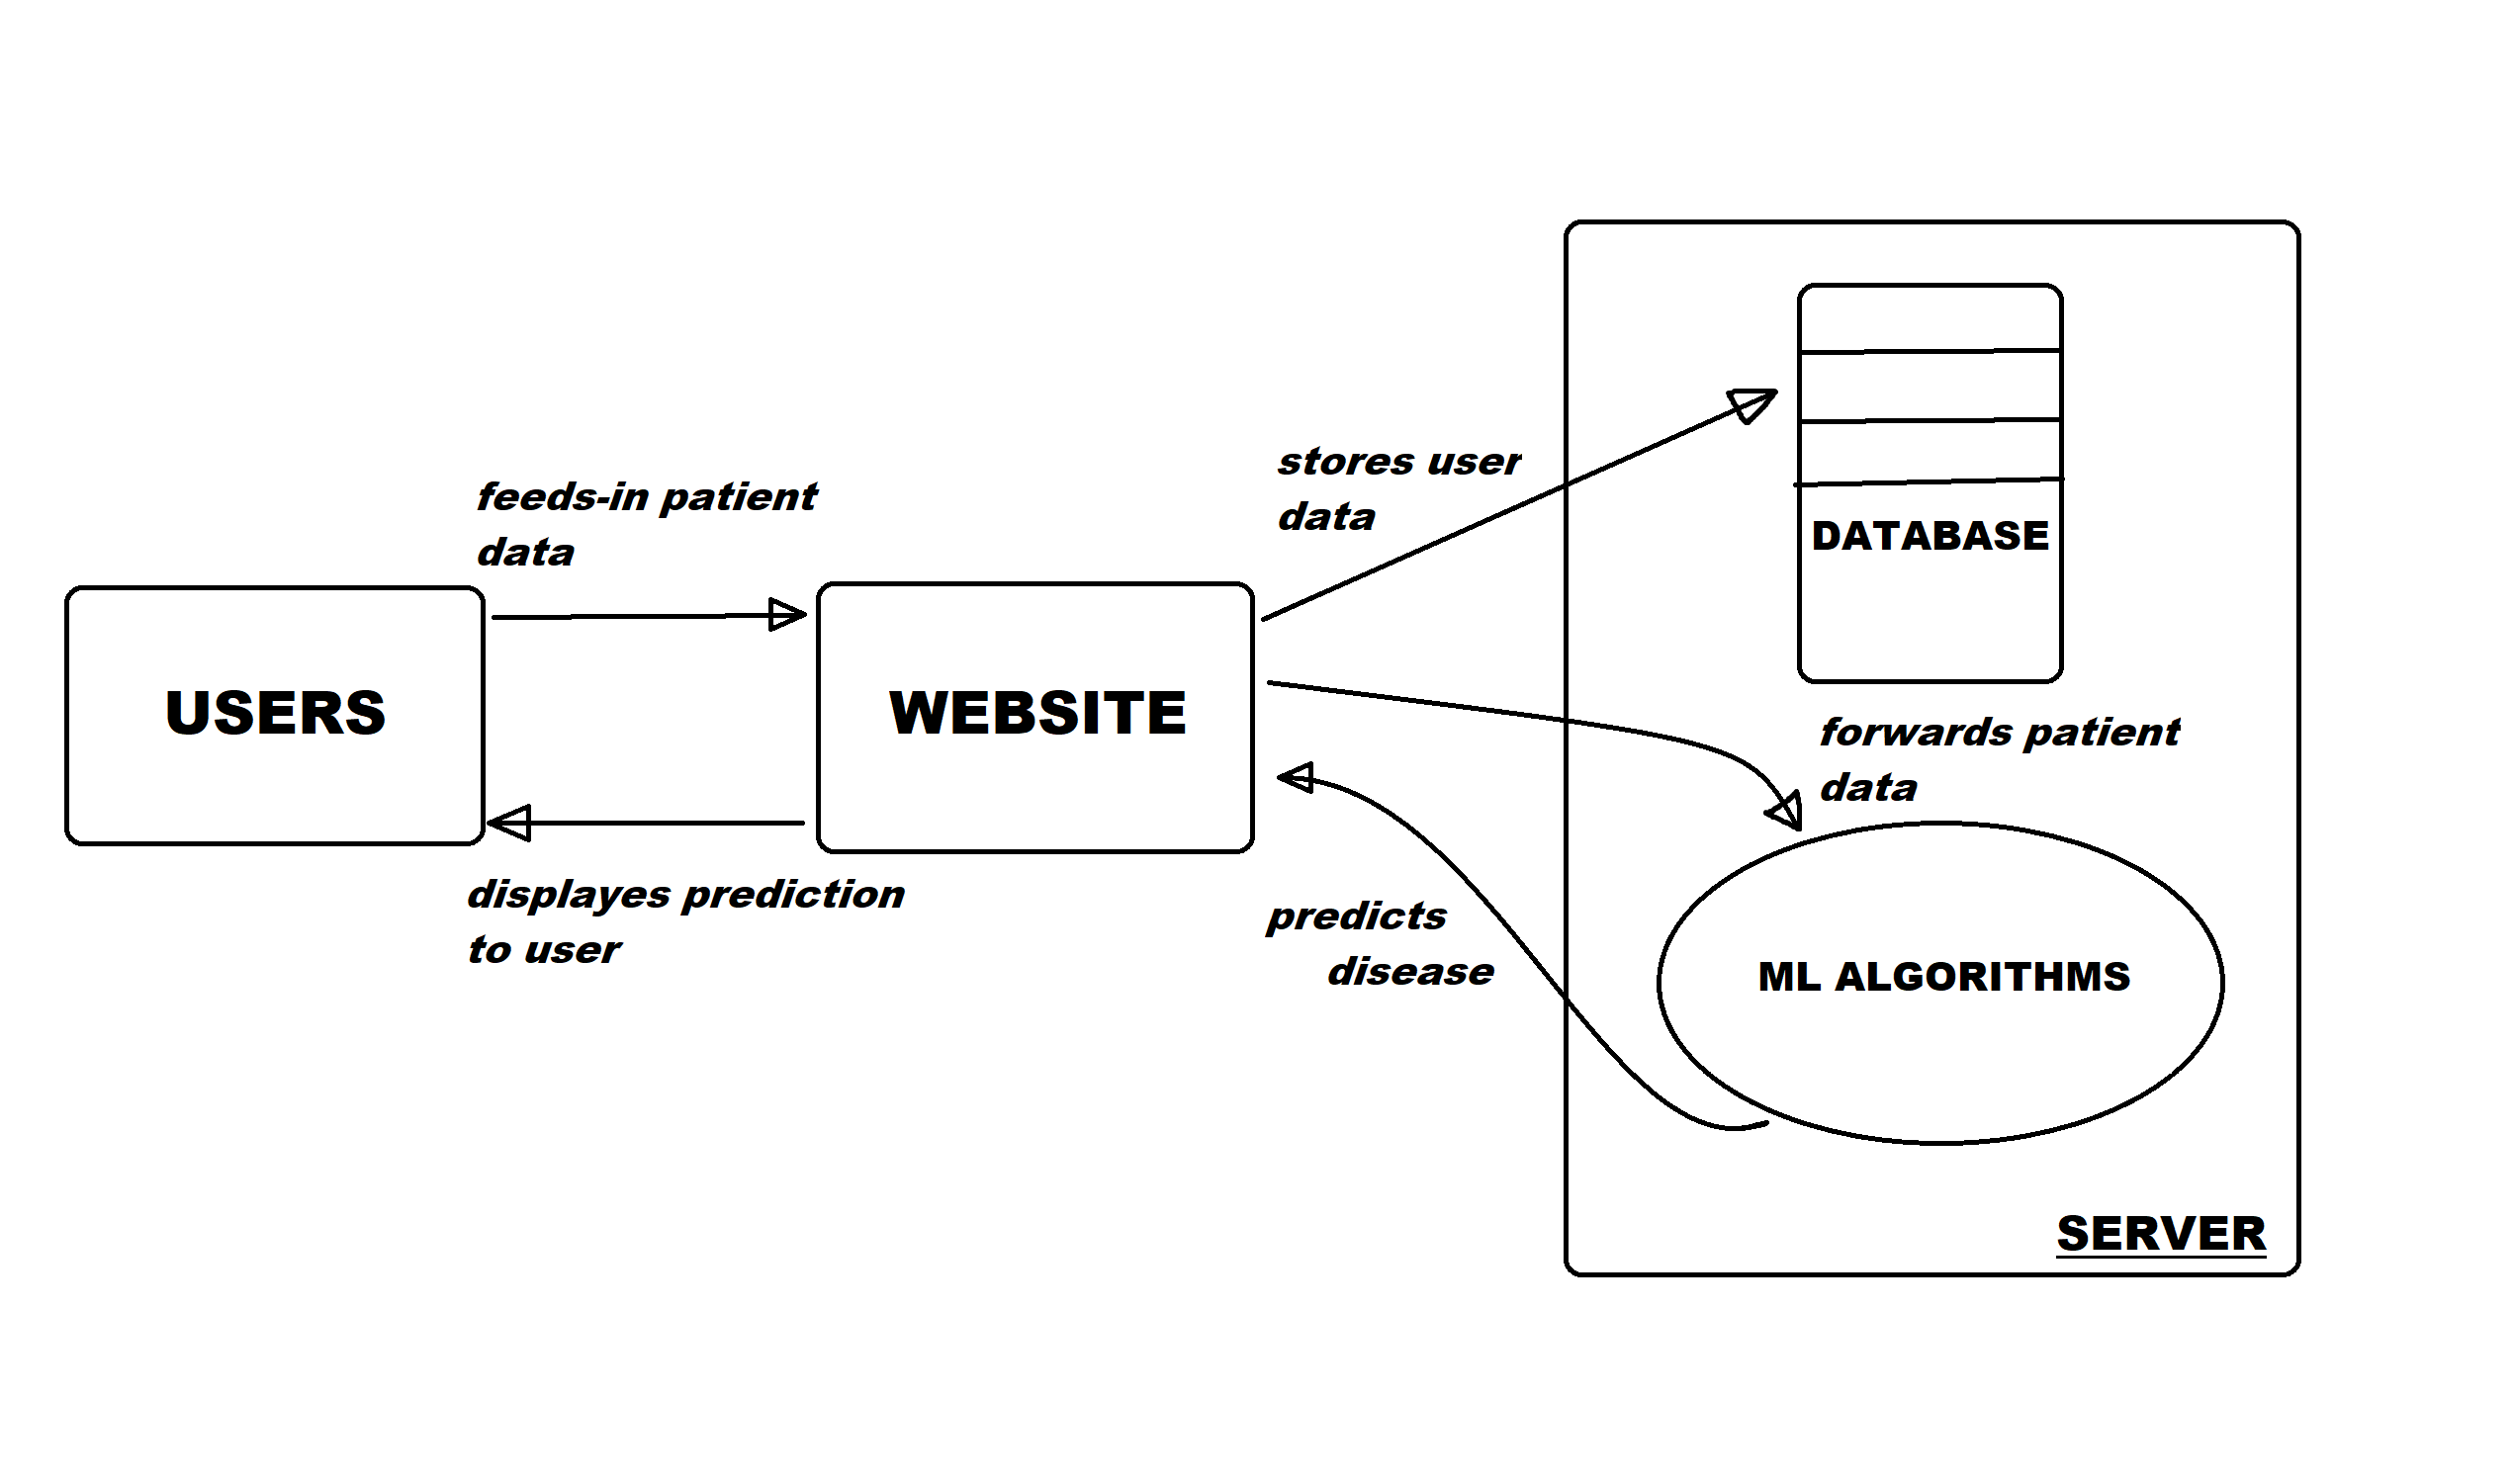 feeds-in patient
data
USERS
WEBSITE
displayes prediction
to user
stores user
data
predicts
disease
DATABASE
forwards patient
data
ML ALGORITHMS
SERVER